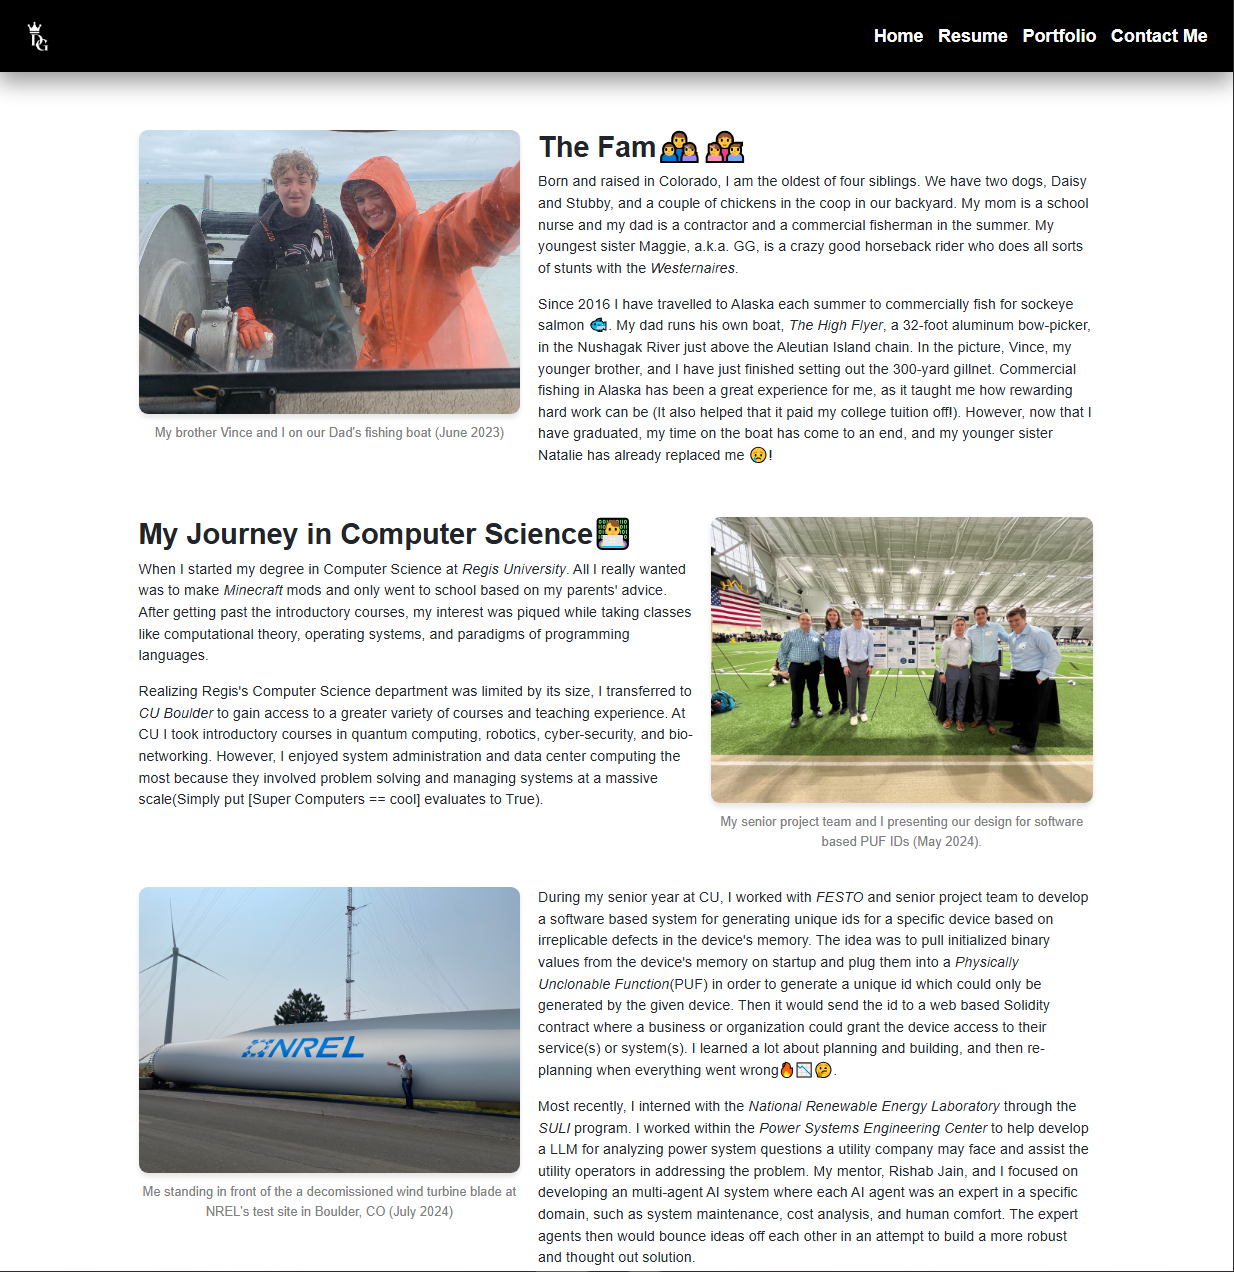 DG
Home Resume Portfolio Contact Me
The Fam👩‍👦‍👧 👩‍👧‍👦
Born and raised in Colorado, I am the oldest of four siblings. We have two dogs, Daisy
and Stubby, and a couple of chickens in the coop in our backyard. My mom is a school
nurse and my dad is a contractor and a commercial fisherman in the summer. My
youngest sister Maggie, a.k.a. GG, is a crazy good horseback rider who does all sorts
of stunts with the Westernaires.
Since 2016 I have travelled to Alaska each summer to commercially fish for sockeye
salmon 🐟. My dad runs his own boat, The High Flyer, a 32-foot aluminum bow-picker,
in the Nushagak River just above the Aleutian Island chain. In the picture, Vince, my
younger brother, and I have just finished setting out the 300-yard gillnet. Commercial
fishing in Alaska has been a great experience for me, as it taught me how rewarding
hard work can be (It also helped that it paid my college tuition off!). However, now that I
have graduated, my time on the boat has come to an end, and my younger sister
Natalie has already replaced me 😥!
My brother Vince and I on our Dad's fishing boat (June 2023)
My Journey in Computer Science👨‍💻
When I started my degree in Computer Science at Regis University. All I really wanted
was to make Minecraft mods and only went to school based on my parents' advice.
After getting past the introductory courses, my interest was piqued while taking classes
like computational theory, operating systems, and paradigms of programming
languages.
Realizing Regis's Computer Science department was limited by its size, I transferred to
CU Boulder to gain access to a greater variety of courses and teaching experience. At
CU I took introductory courses in quantum computing, robotics, cyber-security, and bio-
networking. However, I enjoyed system administration and data center computing the
most because they involved problem solving and managing systems at a massive
scale(Simply put [Super Computers == cool] evaluates to True).
My senior project team and I presenting our design for software
based PUF IDs (May 2024).
NREL
Me standing in front of the a decomissioned wind turbine blade at
NREL's test site in Boulder, CO (July 2024)
During my senior year at CU, I worked with FESTO and senior project team to develop
a software based system for generating unique ids for a specific device based on
irreplicable defects in the device's memory. The idea was to pull initialized binary
values from the device's memory on startup and plug them into a Physically
Unclonable Function(PUF) in order to generate a unique id which could only be
generated by the given device. Then it would send the id to a web based Solidity
contract where a business or organization could grant the device access to their
service(s) or system(s). I learned a lot about planning and building, and then re-
planning when everything went wrong🔥📉🫤.
Most recently, I interned with the National Renewable Energy Laboratory through the
SULI program. I worked within the Power Systems Engineering Center to help develop
a LLM for analyzing power system questions a utility company may face and assist the
utility operators in addressing the problem. My mentor, Rishab Jain, and I focused on
developing an multi-agent AI system where each AI agent was an expert in a specific
domain, such as system maintenance, cost analysis, and human comfort. The expert
agents then would bounce ideas off each other in an attempt to build a more robust
and thought out solution.